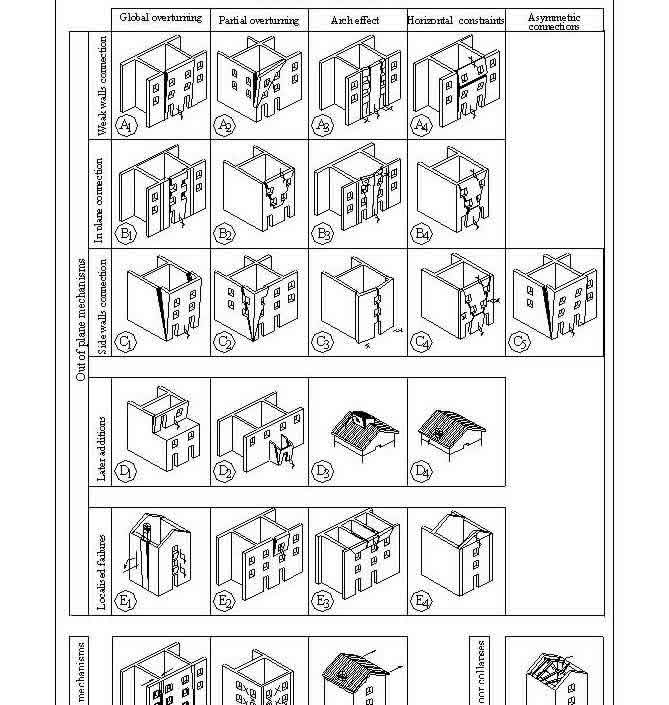 Global overturning
Partial overturning
Arch effect
Horizontal constraints
Asymmetric
connections
Out of plane mechanisms
Weak walls connection
A1
A2
A3
A4
In plane connection
B1
B2
B3
B4
Side walls connection
C1
C2
C3
C4
C5
Later additions
D1
D2
D3
D4
Localised failures
E1
E2
E3
E4
mechanisms
collapses